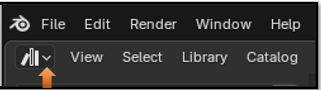 File Edit Render Window Help
View Select Library Catalog